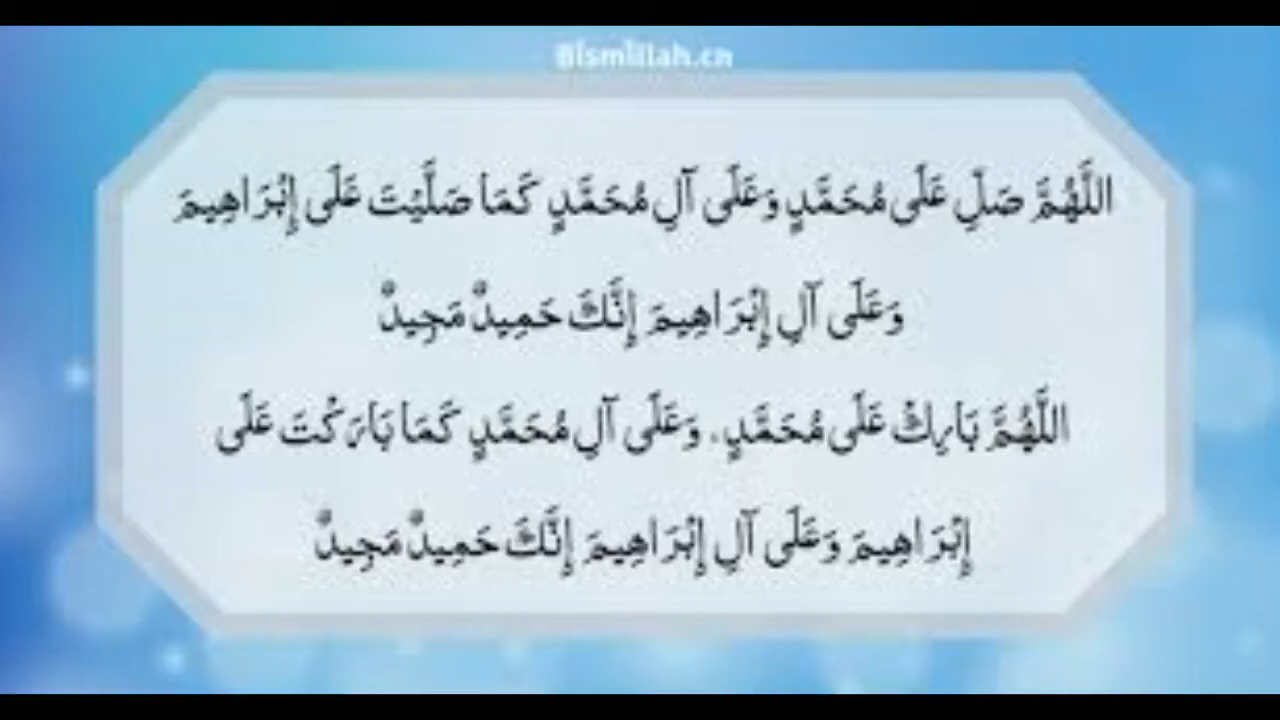 Bismillah.cn
اللَّهُمَّ صَلِّ عَلَى مُحَمَّدٍ وَعَلَى آلِ مُحَمَّدٍ كَمَا صَلَّيْتَ عَلَى إِبْرَاهِيمَ
وَعَلَى آلِ إِبْرَاهِيمَ إِنَّكَ حَمِيدٌ مَجِيدٌ
اللَّهُمَّ بَارِكْ عَلَى مُحَمَّدٍ، وَعَلَى آلِ مُحَمَّدٍ كَمَا بَارَكْتَ عَلَى
إِبْرَاهِيمَ وَعَلَى آلِ إِبْرَاهِيمَ إِنَّكَ حَمِيدٌ مَجِيدٌ